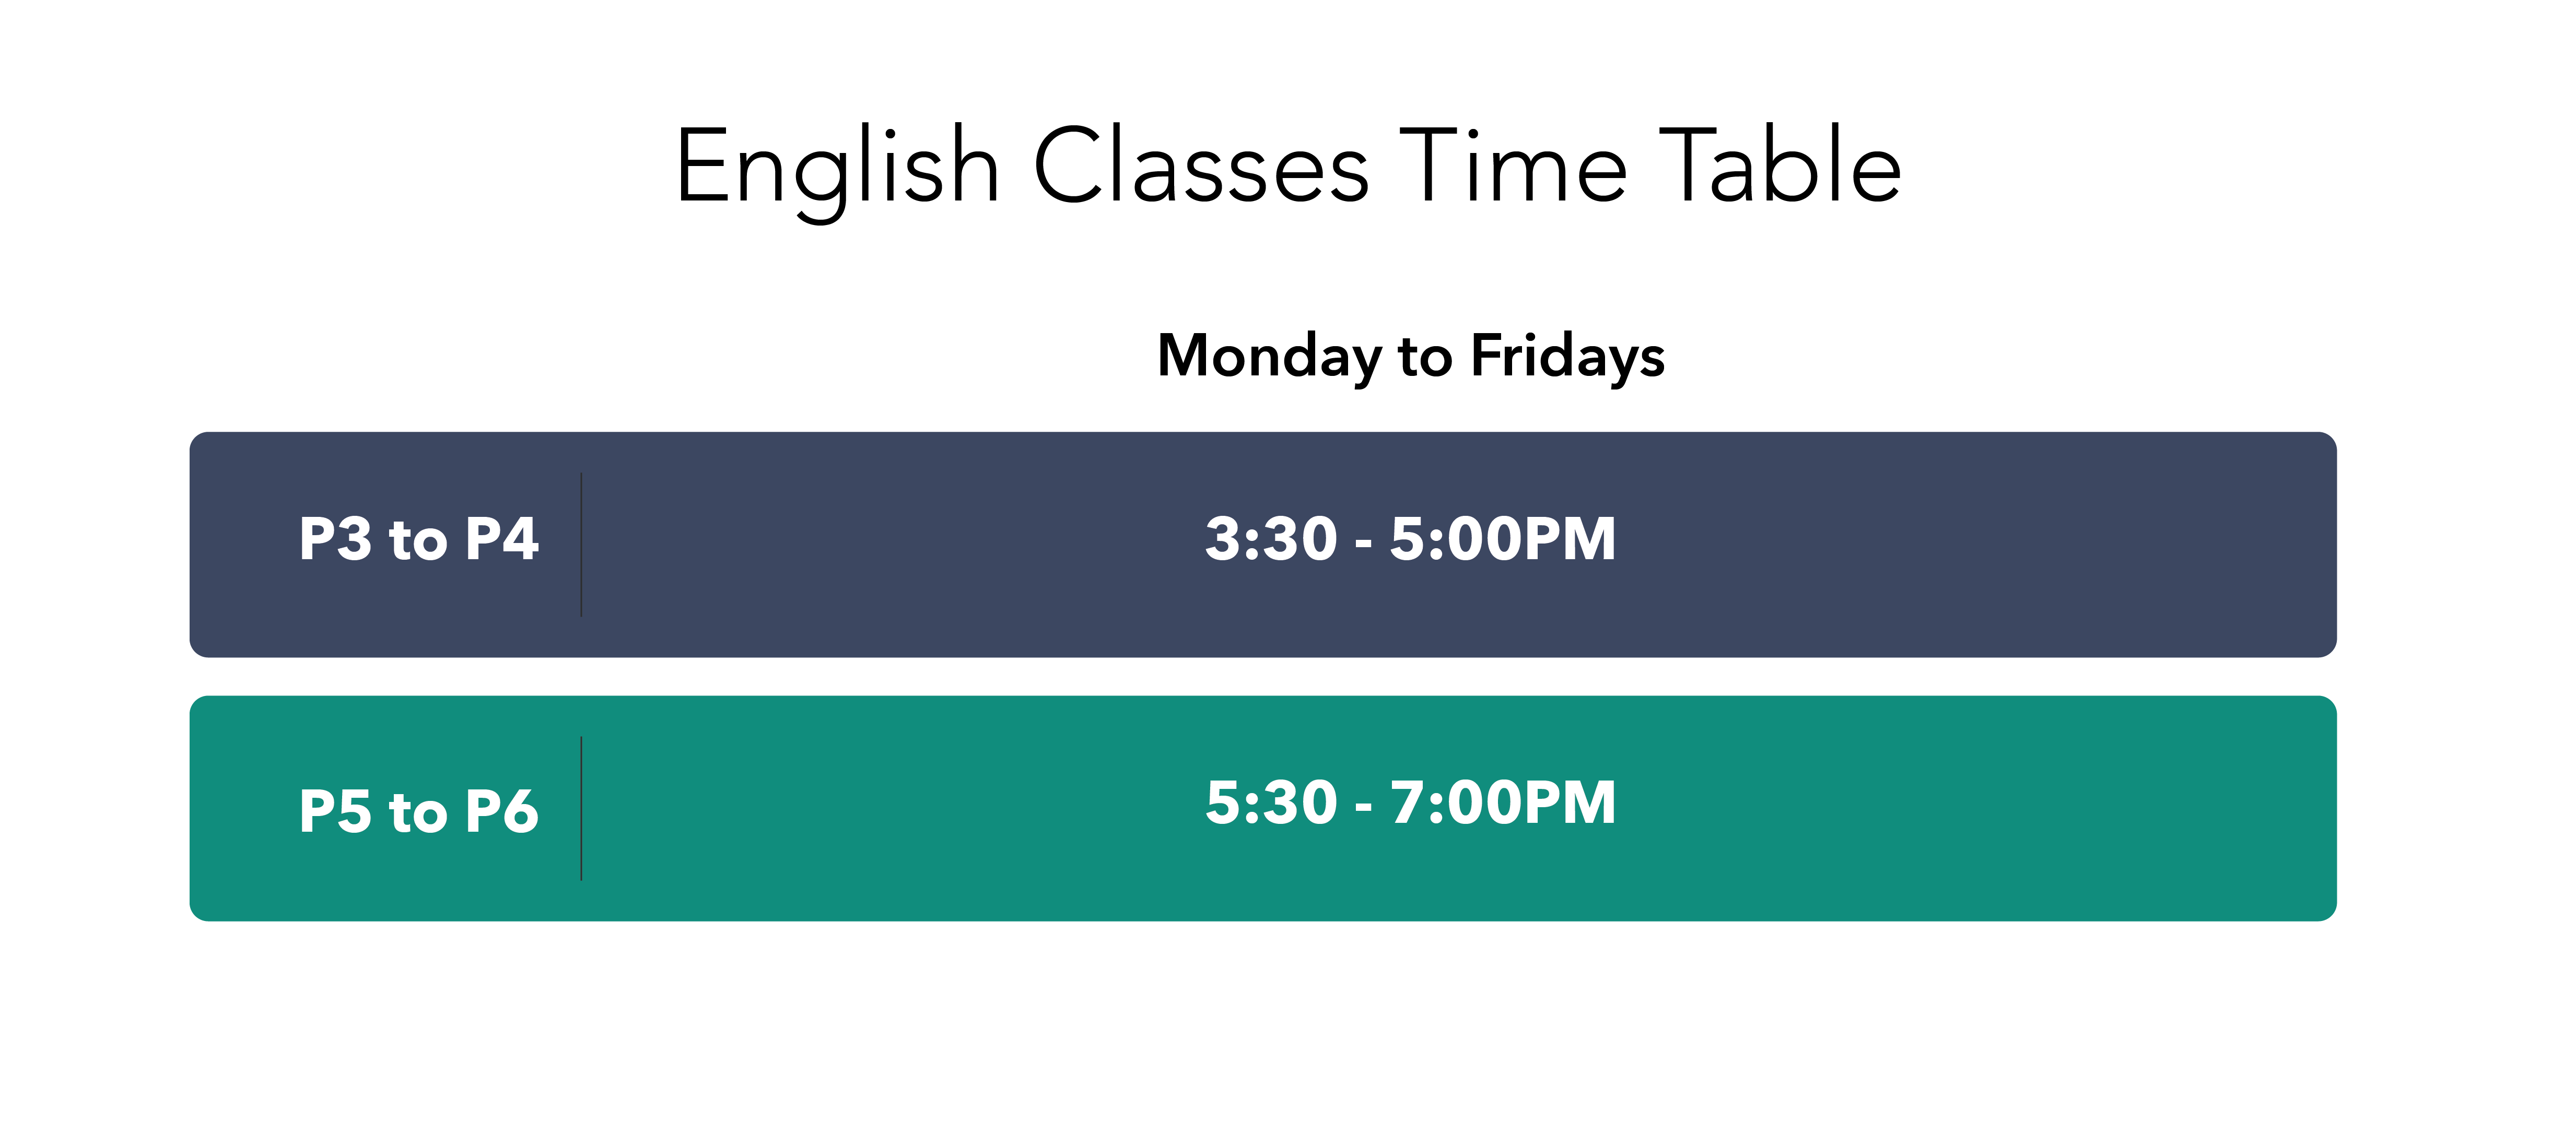 English Classes Time Table
Monday to Fridays
P3 to P4 3:30 - 5:00PM
P5 to P6 5:30 - 7:00PM